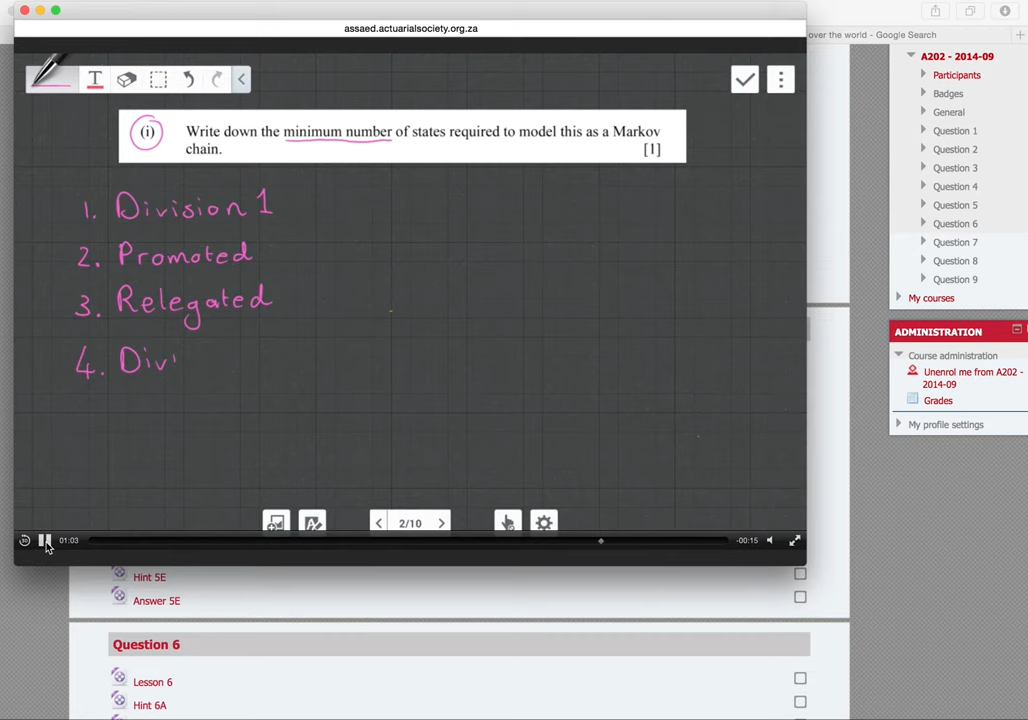 assaed.actuarialsociety.org.za
over the world - Google Search
T
(i) Write down the minimum number of states required to model this as a Markov
chain. [1]
1. Division 1
2. Promoted
3. Relegated
4. Divi
2/10
30 01:03
-00:15
Hint 5E
Answer 5E
Question 6
Lesson 6
Hint 6A
A202 - 2014-09
Participants
Badges
General
Question 1
Question 2
Question 3
Question 4
Question 5
Question 6
Question 7
Question 8
Question 9
My courses
ADMINISTRATION
Course administration
Unenrol me from A202 -
2014-09
Grades
My profile settings